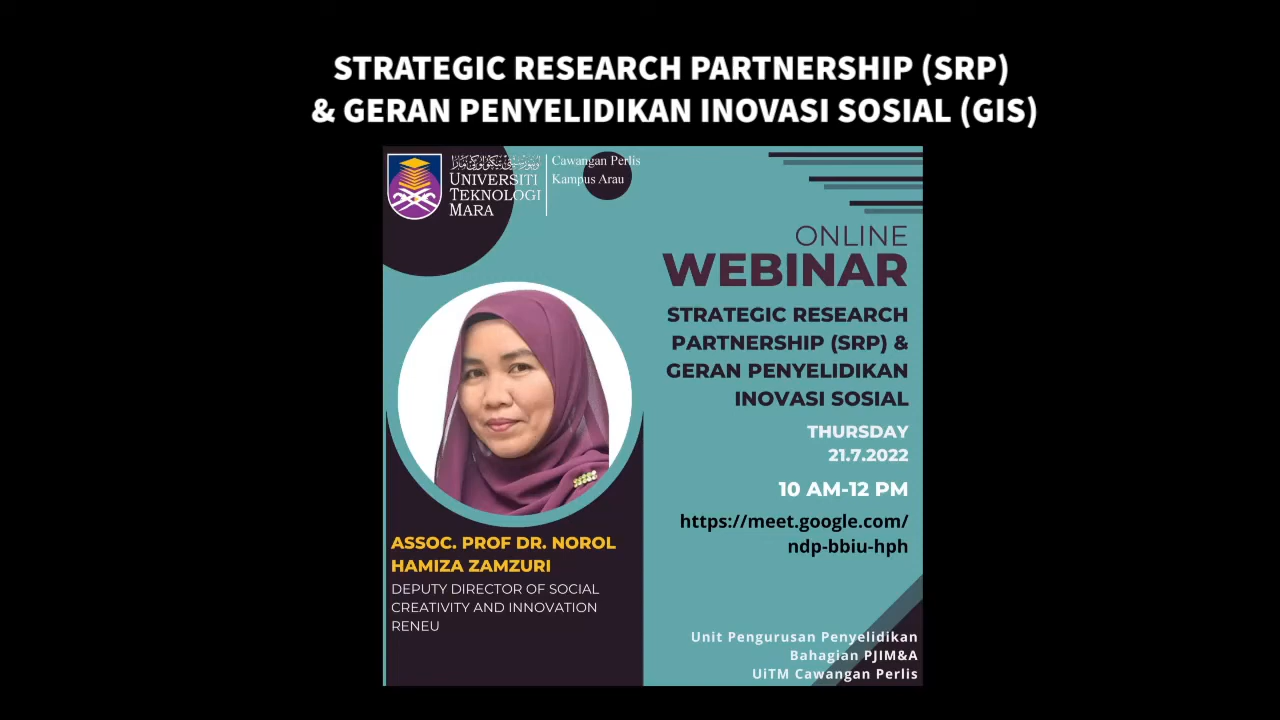 STRATEGIC RESEARCH PARTNERSHIP (SRP)
& GERAN PENYELIDIKAN INOVASI SOSIAL (GIS)
UNIVERSITI
TEKNOLOGI
MARA
Cawangan Perlis
Kampus Arau
ONLINE
WEBINAR
STRATEGIC RESEARCH
PARTNERSHIP (SRP) &
GERAN PENYELIDIKAN
INOVASI SOSIAL
THURSDAY
21.7.2022
10 AM-12 PM
https://meet.google.com/
ndp-bbiu-hph
ASSOC. PROF DR. NOROL
HAMIZA ZAMZURI
DEPUTY DIRECTOR OF SOCIAL
CREATIVITY AND INNOVATION
RENEU
Unit Pengurusan Penyelidikan
Bahagian PJIM&A
UiTM Cawangan Perlis